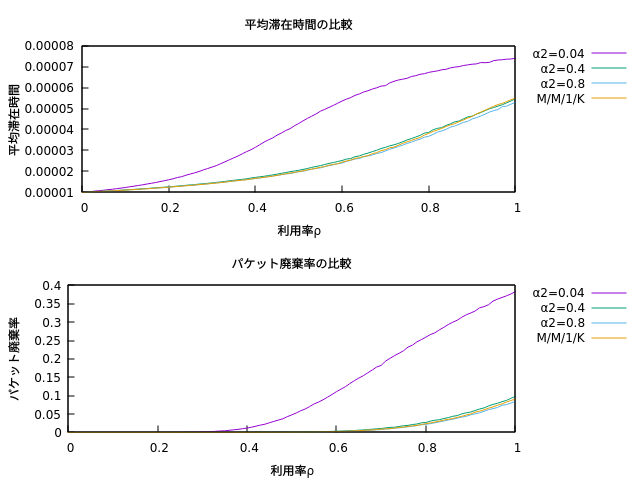 平均滞在時間の比較
平均滞在時間
0.00008
0.00007
0.00006
0.00005
0.00004
0.00003
0.00002
0.00001
0 0.2 0.4 0.6 0.8 1
利用率ρ
α2=0.04
α2=0.4
α2=0.8
M/M/1/K
パケット廃棄率の比較
パケット廃棄率
0.4
0.35
0.3
0.25
0.2
0.15
0.1
0.05
0
0 0.2 0.4 0.6 0.8 1
利用率ρ
α2=0.04
α2=0.4
α2=0.8
M/M/1/K